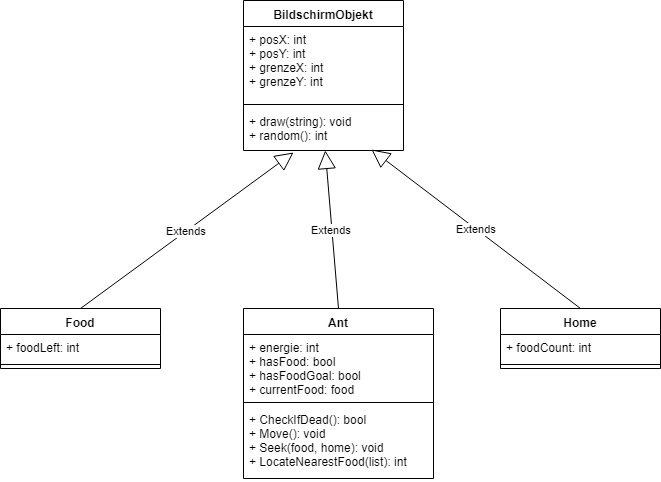 BildschirmObjekt
+ posX: int
+ posY: int
+ grenzeX: int
+ grenzeY: int
+ draw(string): void
+ random(): int
Extends
Extends
Extends
Food
+ foodLeft: int
Ant
+ energie: int
+ hasFood: bool
+ hasFoodGoal: bool
+ currentFood: food
+ CheckIfDead(): bool
+ Move(): void
+ Seek(food, home): void
+ LocateNearestFood(list): int
Home
+ foodCount: int